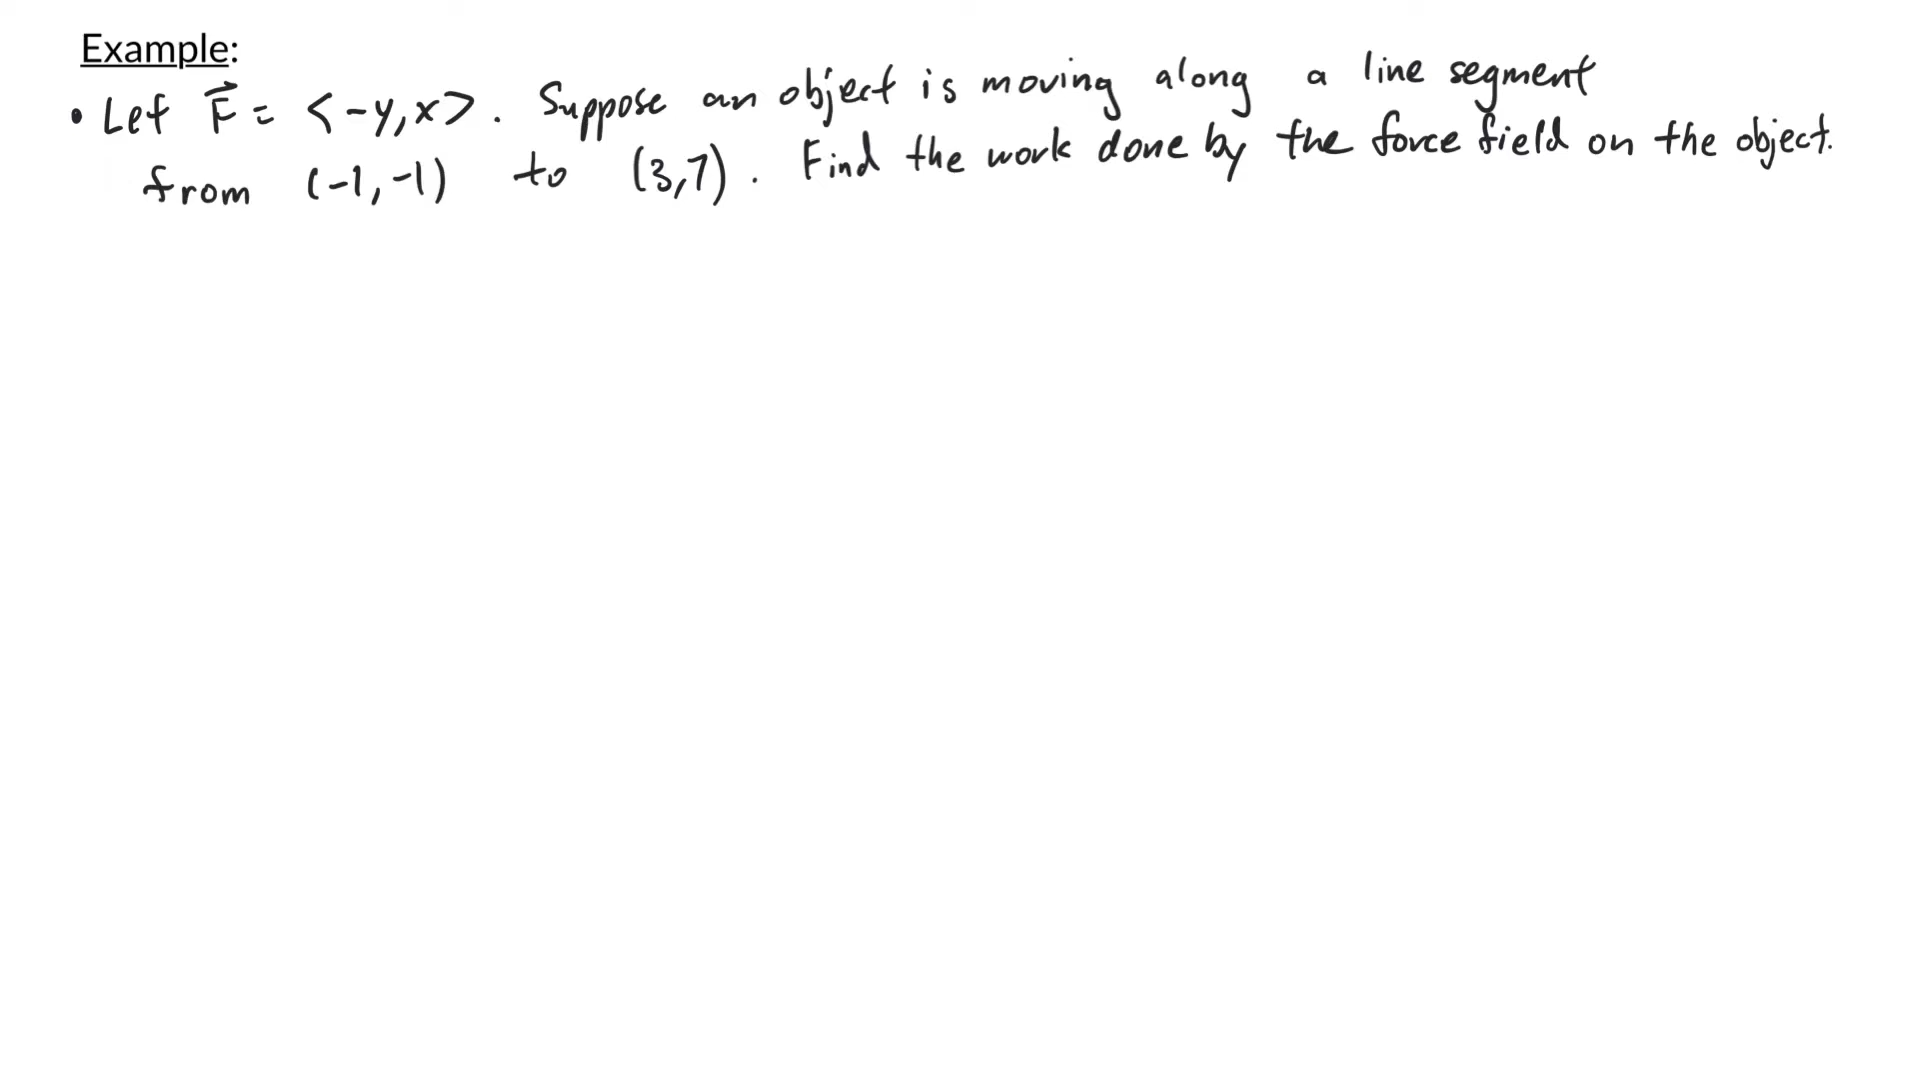 Example:
• Let F⃗ = <-y,x>. Suppose an object is moving along a line segment
from (-1,-1) to (3,7). Find the work done by the force field on the object.